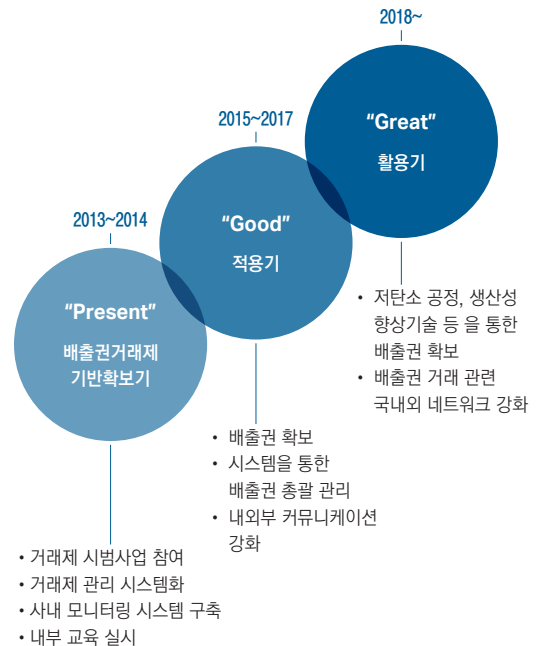 2013~2014
“Present”
배출권거래제
기반확보기
• 거래제 시범사업 참여
• 거래제 관리 시스템화
• 사내 모니터링 시스템 구축
• 내부 교육 실시
2015~2017
“Good”
적용기
• 배출권 확보
• 시스템을 통한
배출권 총괄 관리
• 내외부 커뮤니케이션
강화
2018~
“Great”
활용기
• 저탄소 공정, 생산성
향상기술 등 을 통한
배출권 확보
• 배출권 거래 관련
국내외 네트워크 강화